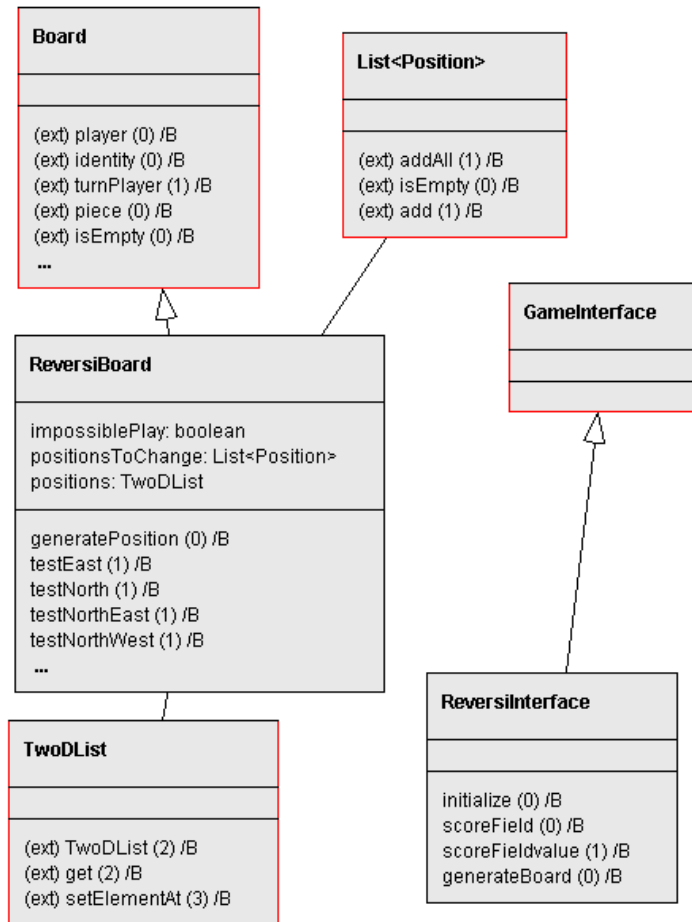 Board
(ext) player (0) /B
(ext) identity (0) /B
(ext) turnPlayer (1) /B
(ext) piece (0) /B
(ext) isEmpty (0) /B
...
List<Position>
(ext) addAll (1) /B
(ext) isEmpty (0) /B
(ext) add (1) /B
GameInterface
ReversiBoard
impossiblePlay: boolean
positionsToChange: List<Position>
positions: TwoDList
generatePosition (0) /B
testEast (1) /B
testNorth (1) /B
testNorthEast (1) /B
testNorthWest (1) /B
...
ReversiInterface
initialize (0) /B
scoreField (0) /B
scoreFieldvalue (1) /B
generateBoard (0) /B
TwoDList
(ext) TwoDList (2) /B
(ext) get (2) /B
(ext) setElementAt (3) /B